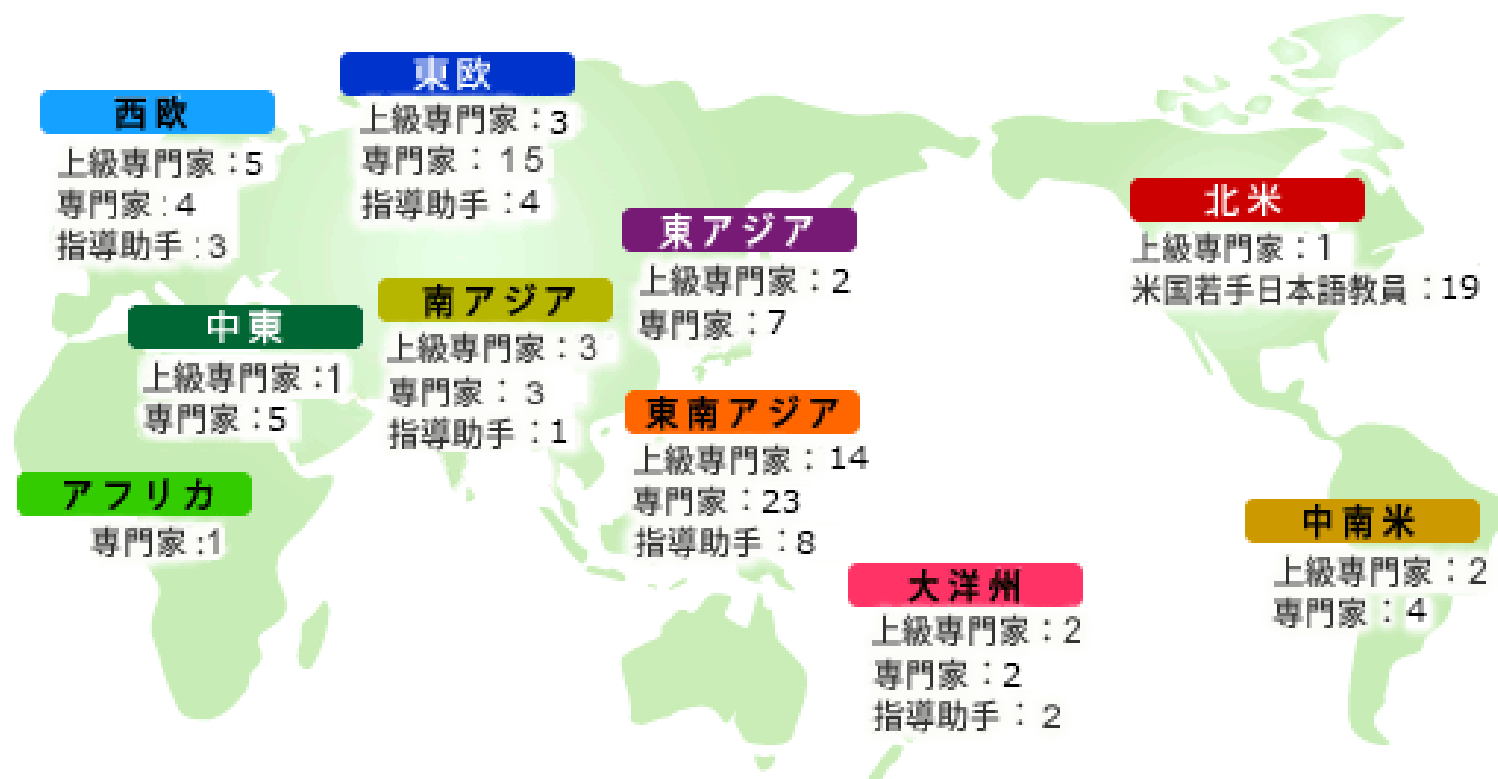 西欧
上級専門家：5
専門家：4
指導助手：3
東欧
上級専門家：3
専門家：15
指導助手：4
東アジア
上級専門家：2
専門家：7
北米
上級専門家：1
米国若手日本語教員：19
中東
上級専門家：1
専門家：5
南アジア
上級専門家：3
専門家：3
指導助手：1
東南アジア
上級専門家：14
専門家：23
指導助手：8
アフリカ
専門家：1
大洋州
上級専門家：2
専門家：2
指導助手：2
中南米
上級専門家：2
専門家：4